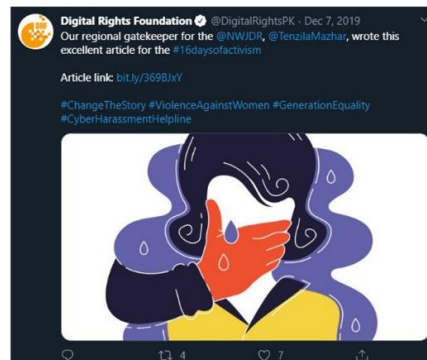 Digital Rights Foundation @DigitalRightsPK · Dec 7, 2019
Our regional gatekeeper for the @NWJDR, @TenzilaMazhar, wrote this
excellent article for the #16daysofactivism
Article link: bit.ly/369BJxY
#ChangeTheStory #ViolenceAgainstWomen #GenerationEquality
#CyberHarassmentHelpline
4 7